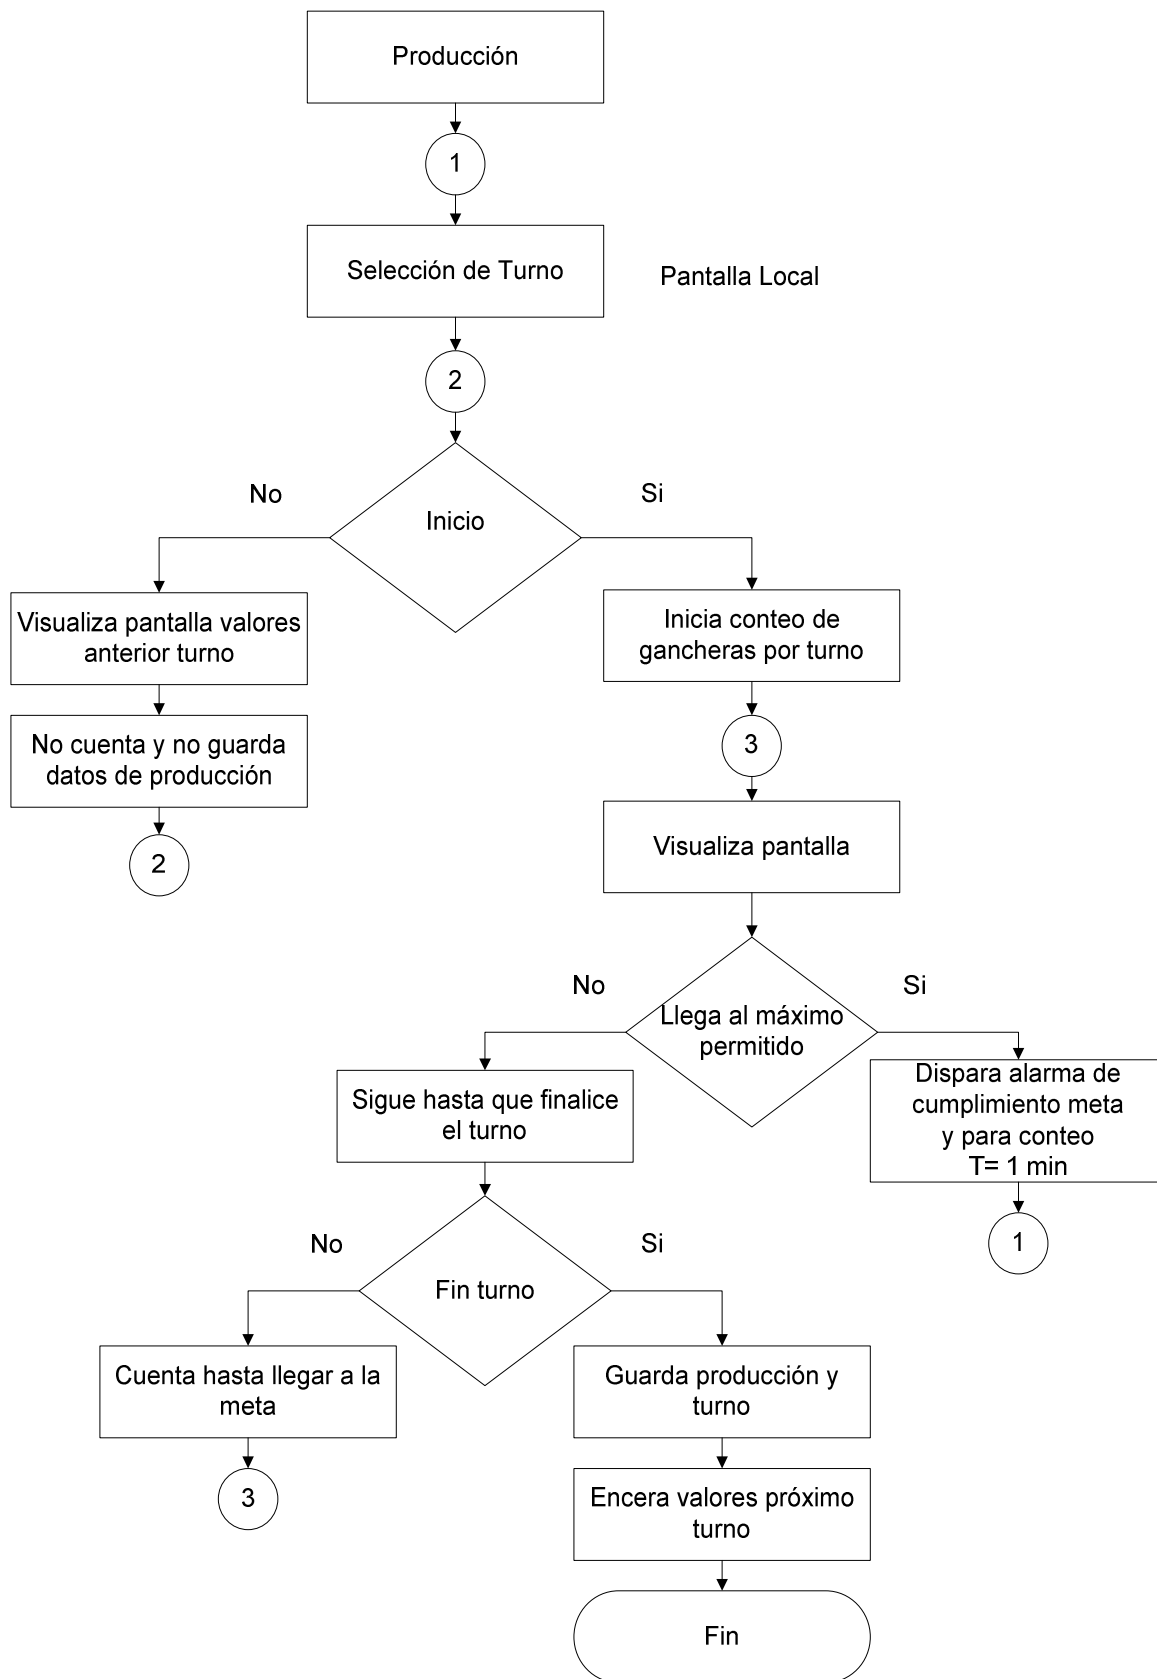 Producción
1
Selección de Turno
Pantalla Local
2
No
Si
Inicio
Visualiza pantalla valores
anterior turno
Inicia conteo de
gancheras por turno
No cuenta y no guarda
datos de producción
3
2
Visualiza pantalla
No
Si
Llega al máximo
permitido
Sigue hasta que finalice
el turno
Dispara alarma de
cumplimiento meta
y para conteo
T= 1 min
1
No
Si
Fin turno
Cuenta hasta llegar a la
meta
Guarda producción y
turno
3
Encera valores próximo
turno
Fin